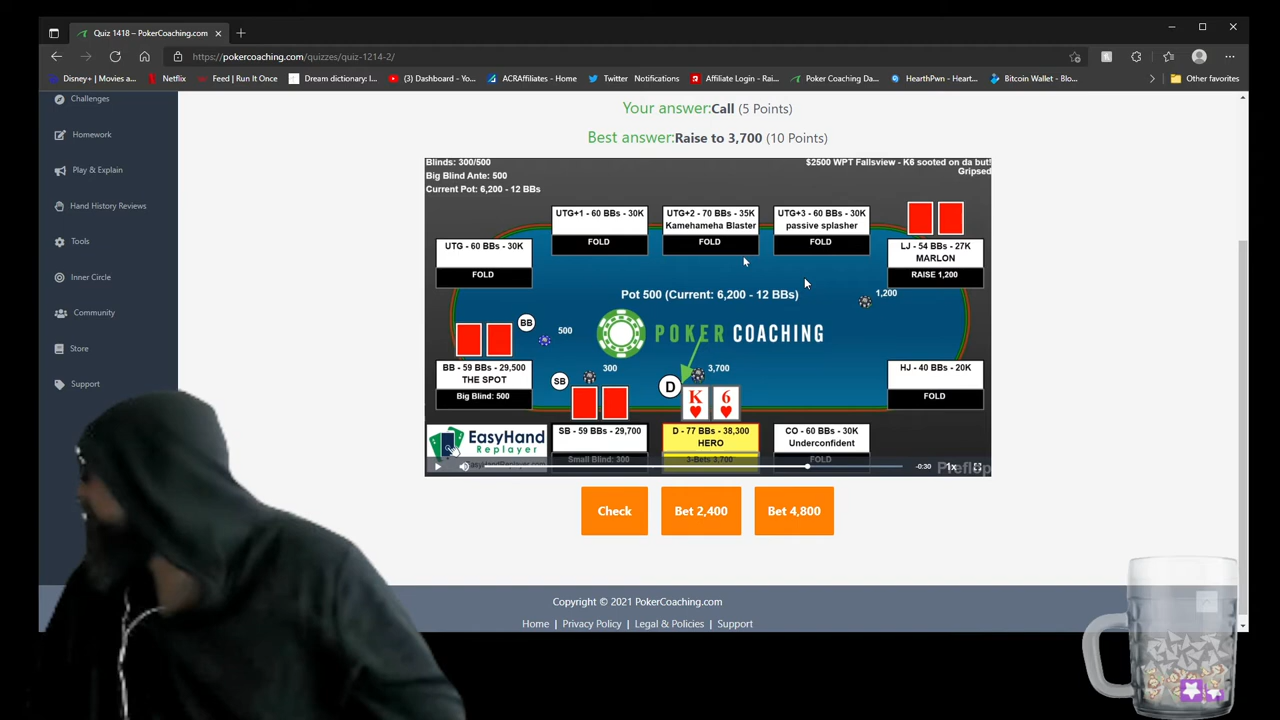 Quiz 1418 – PokerCoaching.com
https://pokercoaching.com/quizzes/quiz-1214-2/
Disney+ | Movies a...
Netflix
Feed | Run It Once
Dream dictionary: I...
(3) Dashboard - Yo...
ACRAffiliates - Home
Twitter
Notifications
Affiliate Login - Rai...
Poker Coaching Da...
HearthPwn - Heart...
Bitcoin Wallet - Blo...
Other favorites
Challenges
Homework
Play & Explain
Hand History Reviews
Tools
Inner Circle
Community
Store
Support
Your answer:Call (5 Points)
Best answer:Raise to 3,700 (10 Points)
Blinds: 300/500
Big Blind Ante: 500
Current Pot: 6,200 - 12 BBs
$2500 WPT Fallsview - K6 sooted on da but!
Gripsed
UTG+1 - 60 BBs - 30K
FOLD
UTG+2 - 70 BBs - 35K
Kamehameha Blaster
FOLD
UTG+3 - 60 BBs - 30K
passive splasher
FOLD
UTG - 60 BBs - 30K
FOLD
LJ - 54 BBs - 27K
MARLON
RAISE 1,200
Pot 500 (Current: 6,200 - 12 BBs)
1,200
BB
500
POKER COACHING
BB - 59 BBs - 29,500
THE SPOT
Big Blind: 500
SB
300
D
3,700
K
6
HJ - 40 BBs - 20K
FOLD
EasyHand
Replayer
EasyHandReplayer.com
SB - 59 BBs - 29,700
Small Blind: 300
D - 77 BBs - 38,300
HERO
3-Bets 3,700
CO - 60 BBs - 30K
Underconfident
FOLD
Preflop
-0:30
1x
Check
Bet 2,400
Bet 4,800
Copyright © 2021 PokerCoaching.com
Home | Privacy Policy | Legal & Policies | Support